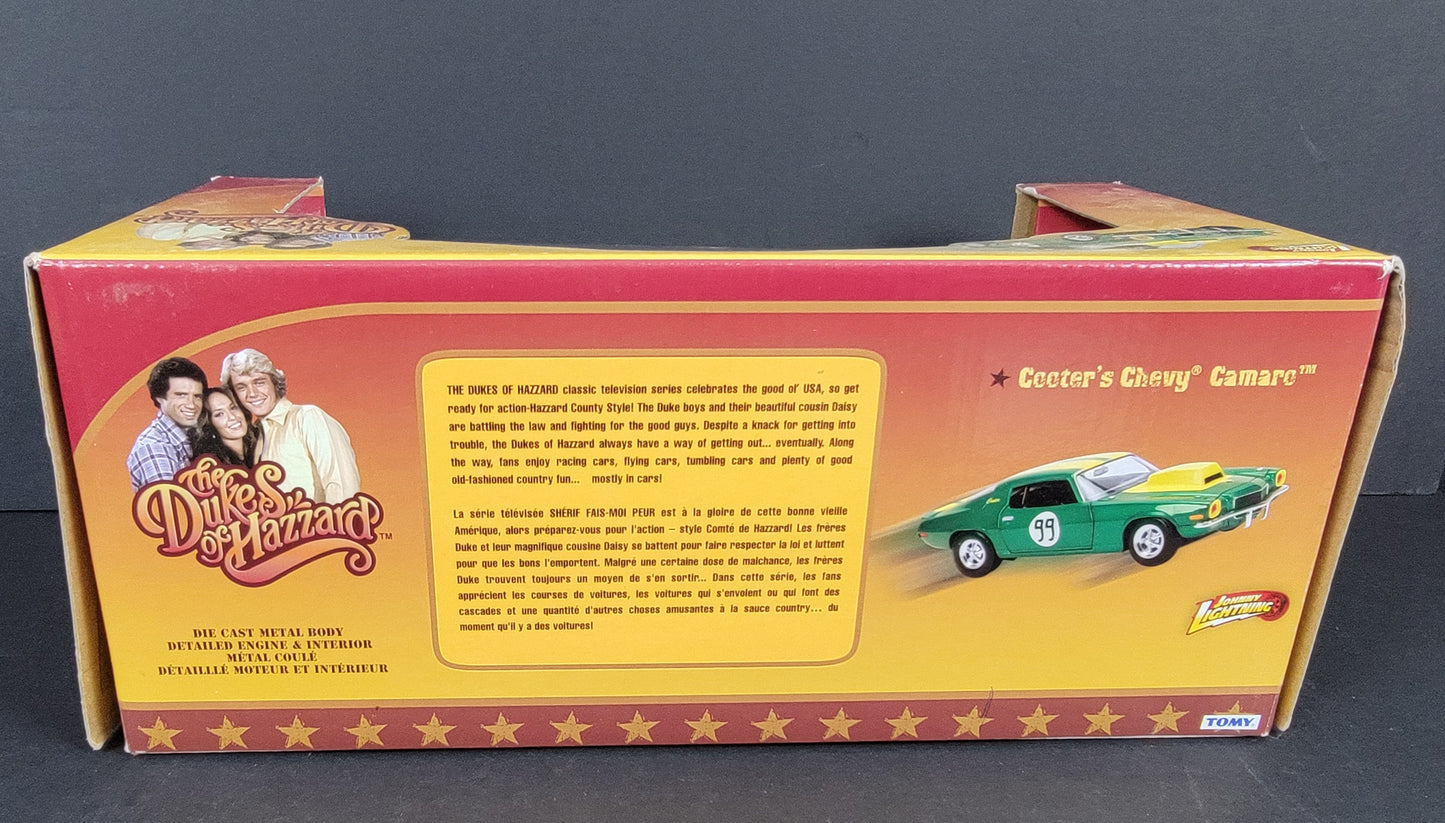 The
Dukes
of Hazzard™
DIE CAST METAL BODY
DETAILED ENGINE & INTERIOR
MÉTAL COULÉ
DÉTAILLLÉ MOTEUR ET INTÉRIEUR
THE DUKES OF HAZZARD classic television series celebrates the good ol' USA, so get
ready for action-Hazzard County Style! The Duke boys and their beautiful cousin Daisy
are battling the law and fighting for the good guys. Despite a knack for getting into
trouble, the Dukes of Hazzard always have a way of getting out... eventually. Along
the way, fans enjoy racing cars, flying cars, tumbling cars and plenty of good
old-fashioned country fun... mostly in cars!
La série télévisée SHÉRIF FAIS-MOI PEUR est à la gloire de cette bonne vieille
Amérique, alors préparez-vous pour l'action – style Comté de Hazzard! Les frères
Duke et leur magnifique cousine Daisy se battent pour faire respecter la loi et luttent
pour que les bons l'emportent. Malgré une certaine dose de malchance, les frères
Duke trouvent toujours un moyen de s'en sortir... Dans cette série, les fans
apprécient les courses de voitures, les voitures qui s'envolent ou qui font des
cascades et une quantité d'autres choses amusantes à la sauce country... du
moment qu'il y a des voitures!
Cooter's Chevy® Camaro™
99
JOHNNY
LIGHTNING
TOMY